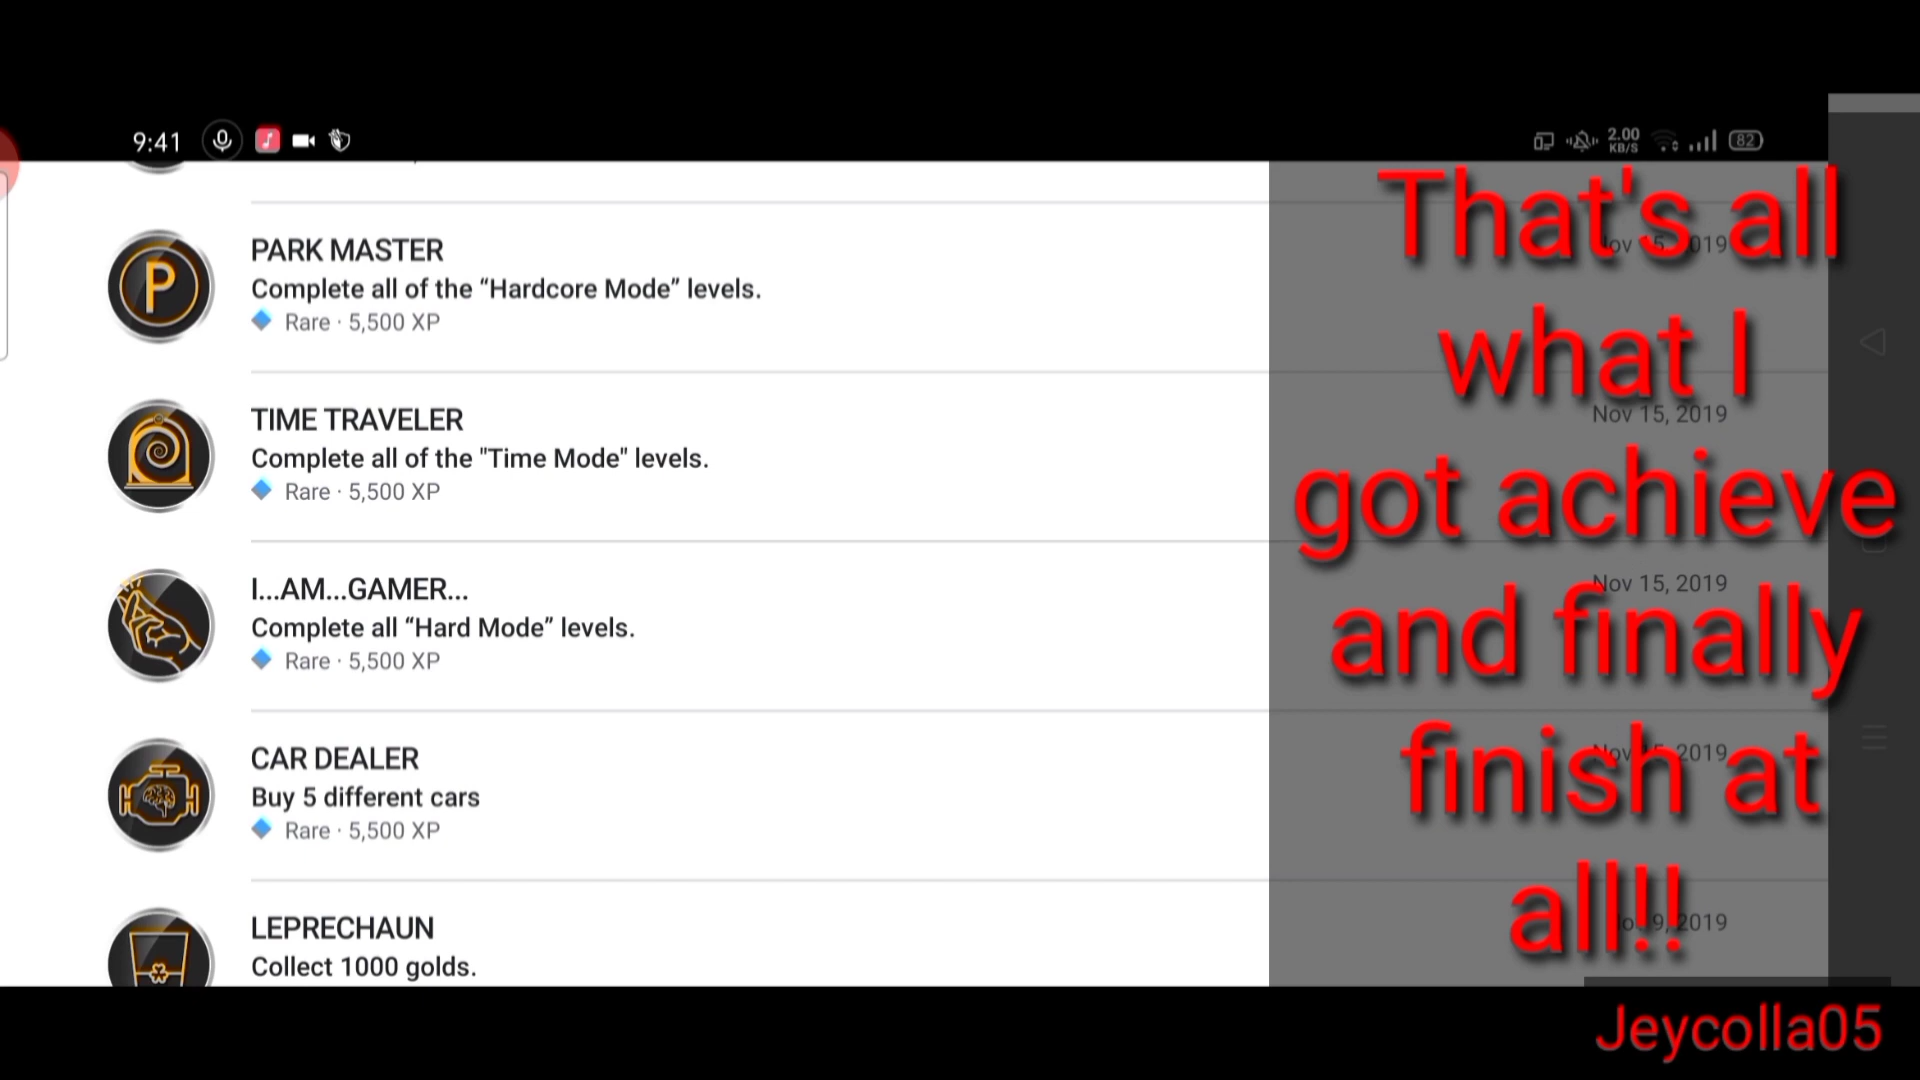 9:41
2.00
KB/S
82
PARK MASTER
Complete all of the “Hardcore Mode” levels.
Rare · 5,500 XP
P
TIME TRAVELER
Complete all of the "Time Mode" levels.
Rare · 5,500 XP
Nov 15, 2019
I...AM...GAMER...
Complete all “Hard Mode” levels.
Rare · 5,500 XP
Nov 15, 2019
CAR DEALER
Buy 5 different cars
Rare · 5,500 XP
LEPRECHAUN
Collect 1000 golds.
That's all
what I
got achieve
and finally
finish at
all!!
Jeycolla05